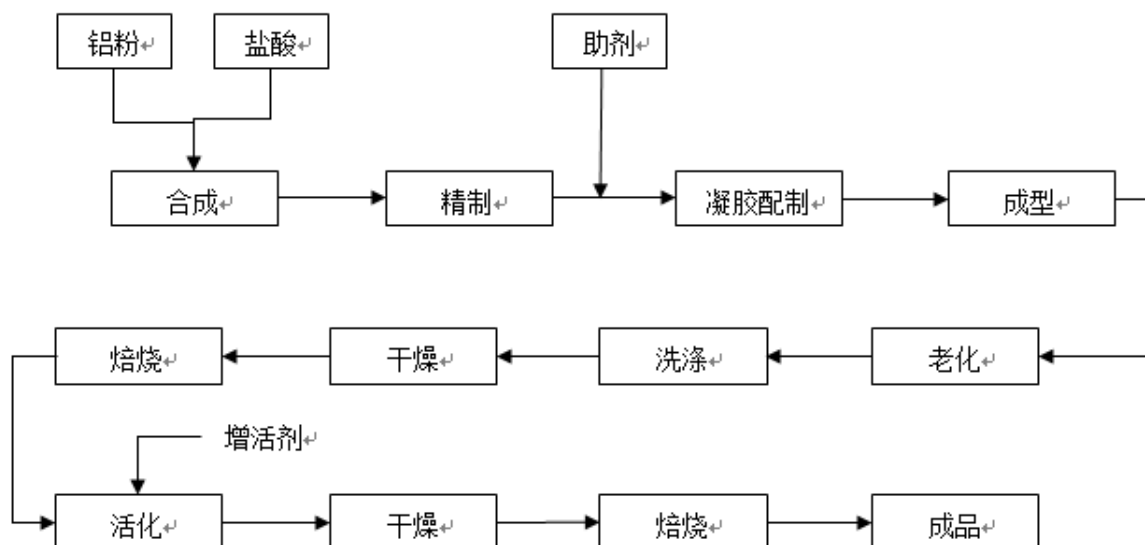 铝粉
盐酸
助剂
合成
精制
凝胶配制
成型
焙烧
干燥
洗涤
老化
增活剂
活化
干燥
焙烧
成品